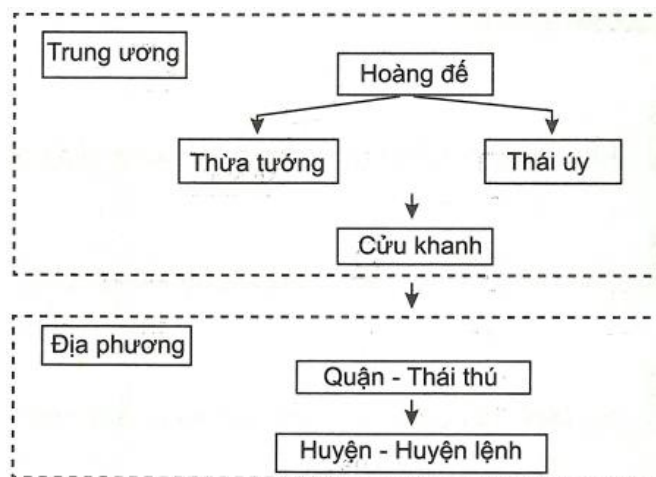 Trung ương
Hoàng đế
Thừa tướng
Thái úy
Cửu khanh
Địa phương
Quận - Thái thú
Huyện - Huyện lệnh